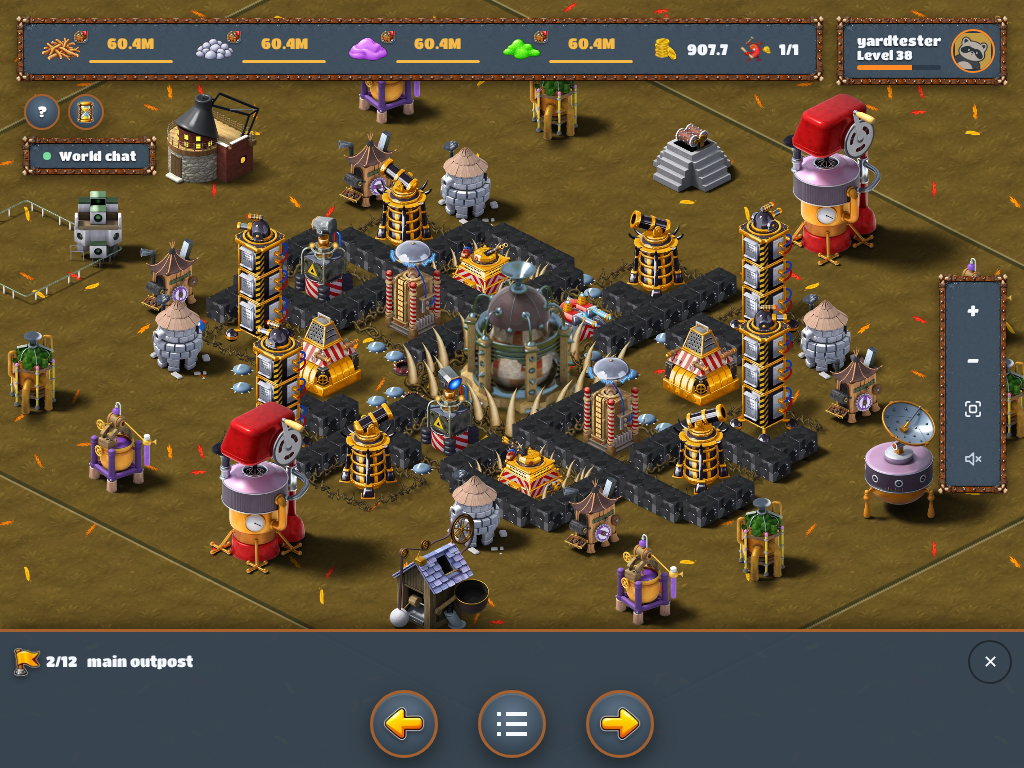 60.4M
60.4M
60.4M
60.4M
907.7
1/1
yardtester
Level 38
?
World chat
2/12 main outpost